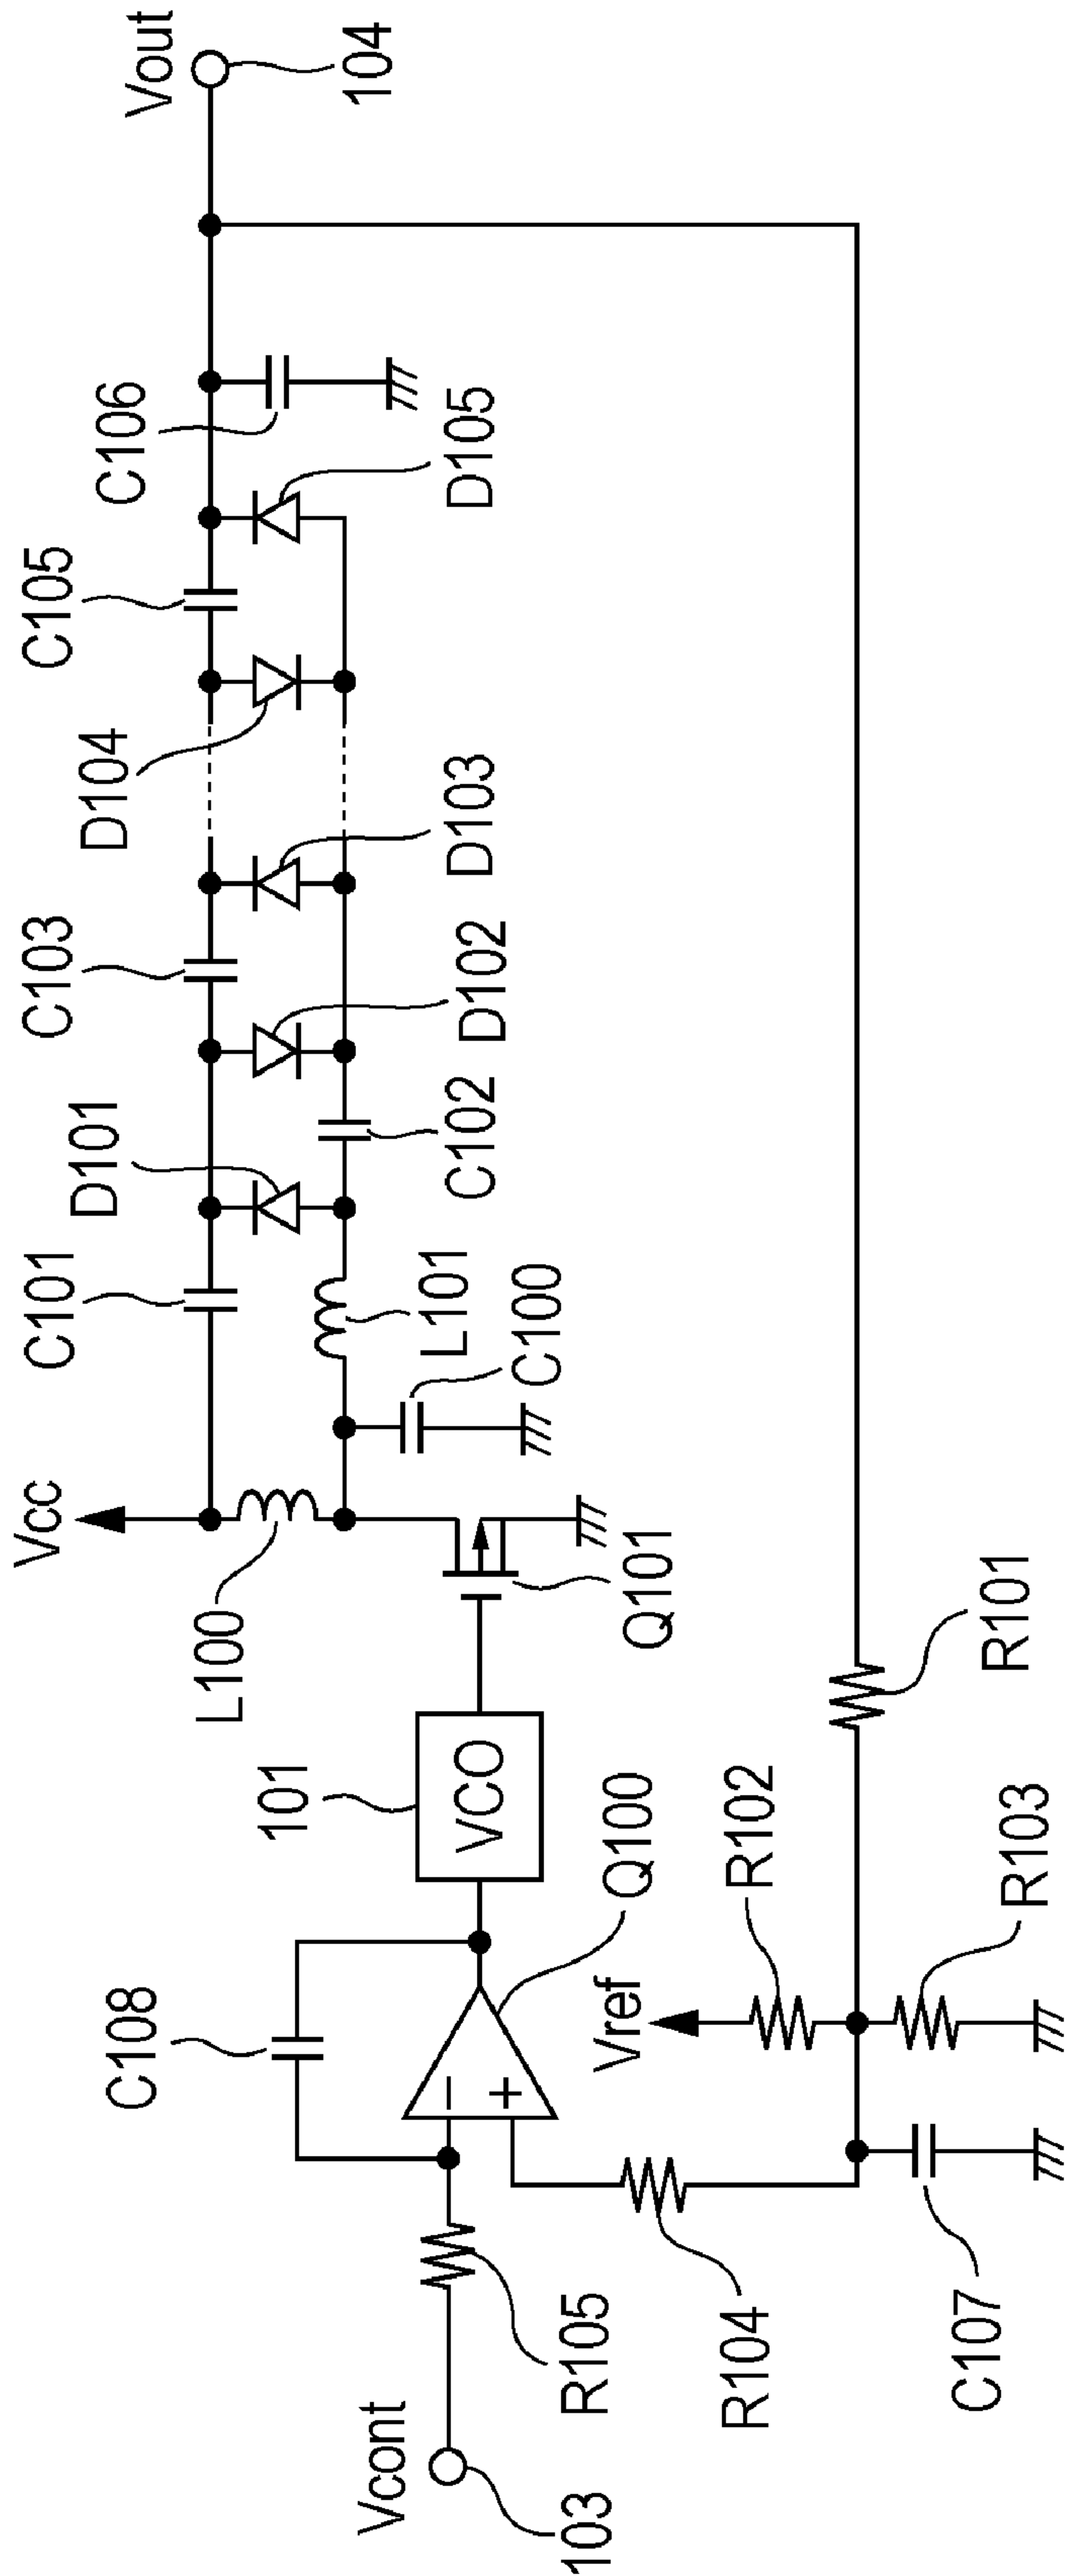 Vcont
103
R105
C108
−
+
Q100
101
VCO
Vref
R102
R103
R104
C107
R101
Q101
L100
Vcc
C101
L101
C100
D101
C102
D102
C103
D103
D104
C105
D105
C106
Vout
104